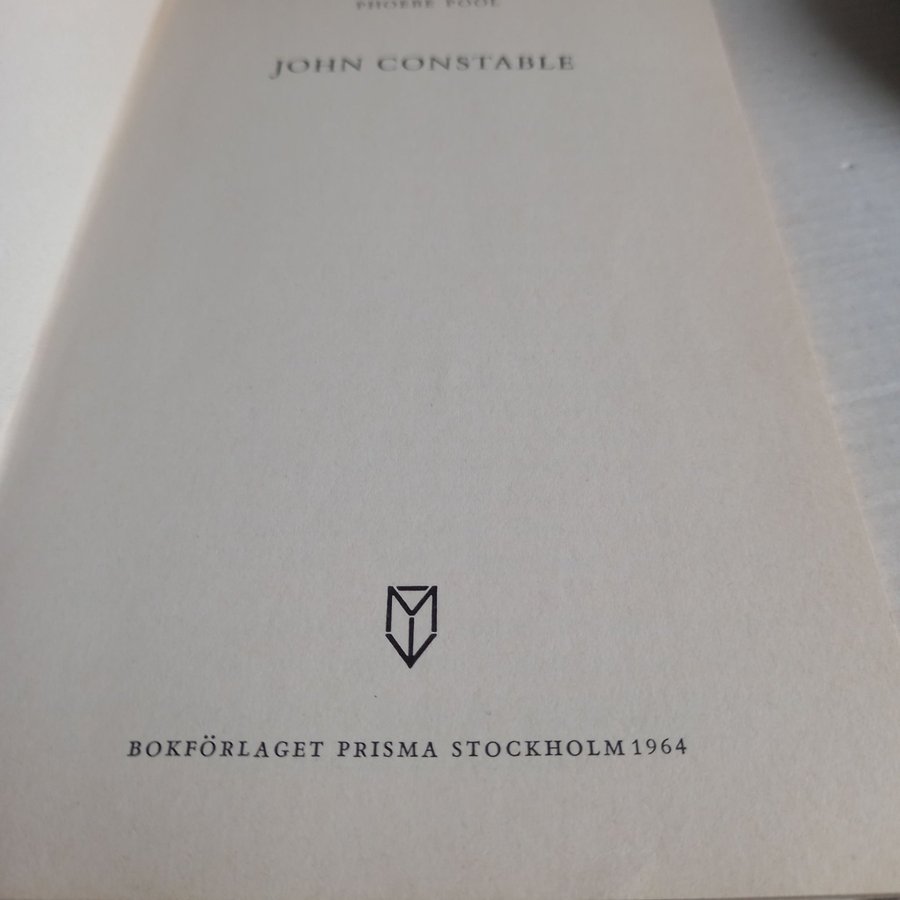 PHOEBE POOL
JOHN CONSTABLE
BOKFÖRLAGET PRISMA STOCKHOLM 1964